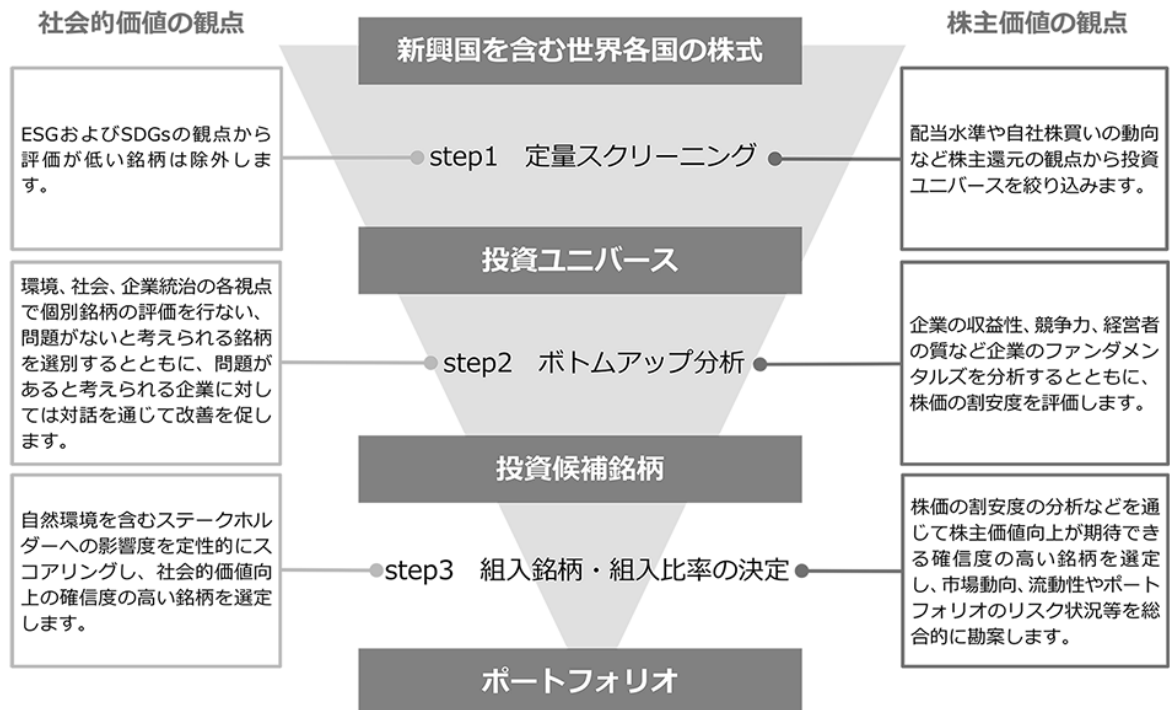 社会的価値の観点
新興国を含む世界各国の株式
株主価値の観点
ESGおよびSDGsの観点から
評価が低い銘柄は除外しま
す。
step1 定量スクリーニング
配当水準や自社株買いの動向
など株主還元の観点から投資
ユニバースを絞り込みます。
投資ユニバース
環境、社会、企業統治の各視点
で個別銘柄の評価を行ない、
問題がないと考えられる銘柄
を選別するとともに、問題が
あると考えられる企業に対し
ては対話を通じて改善を促し
ます。
step2 ボトムアップ分析
企業の収益性、競争力、経営者
の質など企業のファンダメン
タルズを分析するとともに、
株価の割安度を評価します。
投資候補銘柄
自然環境を含むステークホル
ダーへの影響度を定性的にス
コアリングし、社会的価値向
上の確信度の高い銘柄を選定
します。
step3 組入銘柄・組入比率の決定
株価の割安度の分析などを通
じて株主価値向上が期待でき
る確信度の高い銘柄を選定
し、市場動向、流動性やポート
フォリオのリスク状況等を総
合的に勘案します。
ポートフォリオ